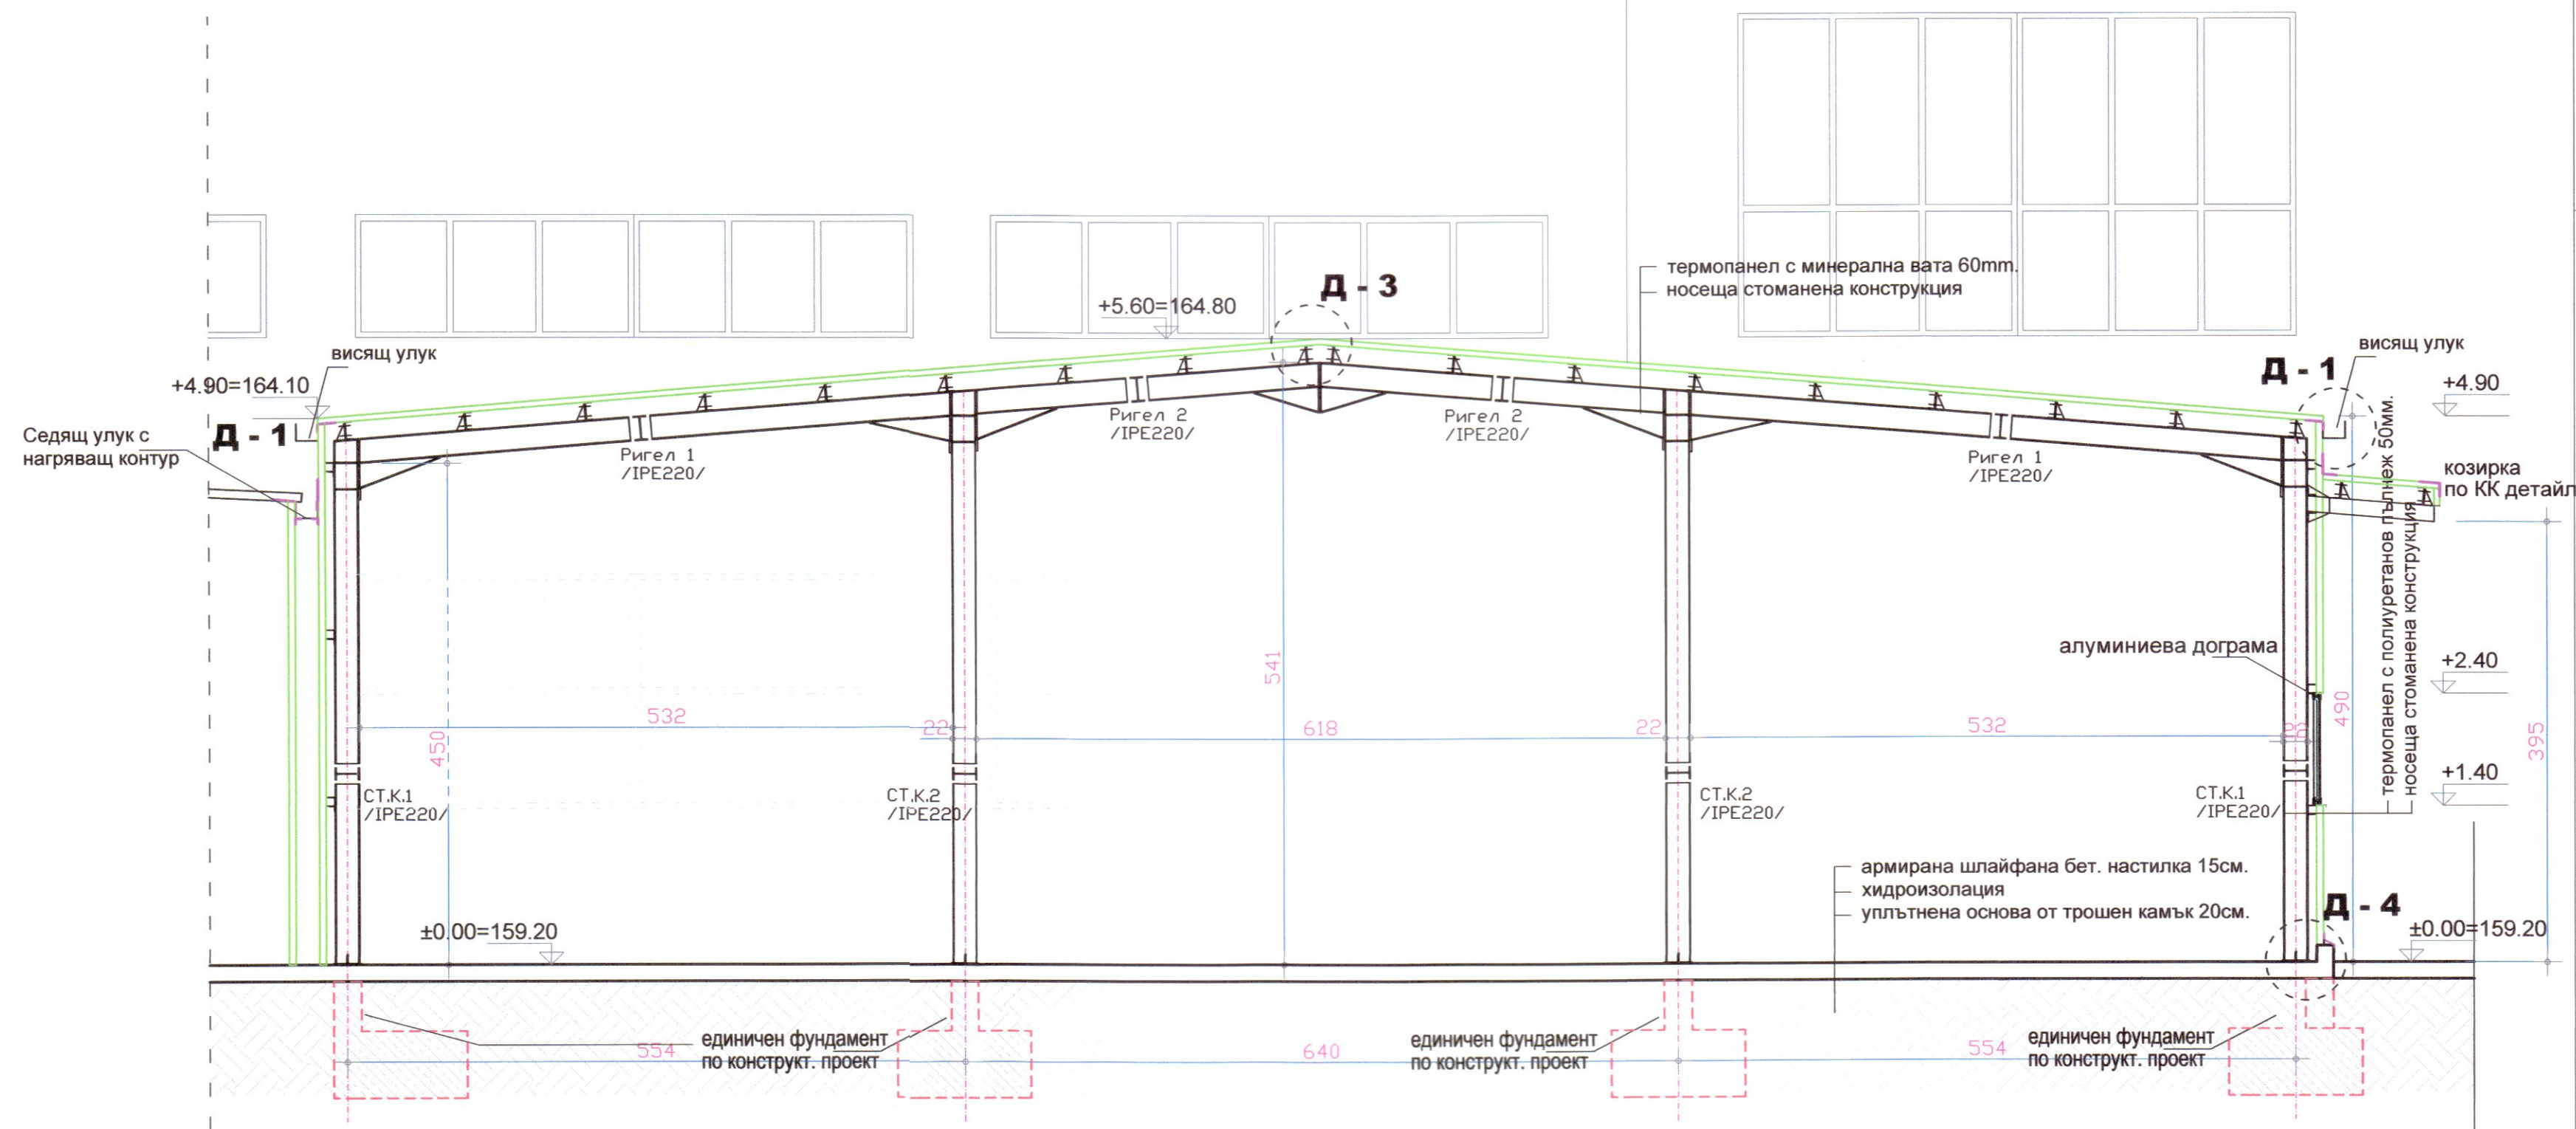 Д - 3
термопанел с минерална вата 60mm.
носеща стоманена конструкция
+5.60=164.80
висящ улук
висящ улук
+4.90=164.10
Д - 1
+4.90
Седящ улук с
нагряващ контур
Д - 1
Ригел 1
/IPE220/
Ригел 2
/IPE220/
Ригел 2
/IPE220/
Ригел 1
/IPE220/
козирка
по КК детайл
термопанел с полиуретанов пълнеж 50мм.
носеща стоманена конструкция
алуминиева дограма
+2.40
541
490
532
22
618
22
532
450
395
+1.40
СТ.К.1
/IPE220/
СТ.К.2
/IPE220/
СТ.К.2
/IPE220/
СТ.К.1
/IPE220/
армирана шлайфана бет. настилка 15см.
хидроизолация
уплътнена основа от трошен камък 20см.
Д - 4
±0.00=159.20
±0.00=159.20
единичен фундамент
по конструкт. проект
единичен фундамент
по конструкт. проект
единичен фундамент
по конструкт. проект
554
640
554